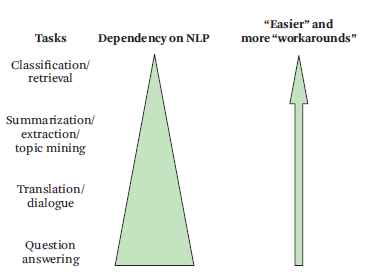 “Easier” and
Tasks Dependency on NLP more “workarounds”
Classification/
retrieval
Summarization/
extraction/
topic mining
Translation/
dialogue
Question
answering